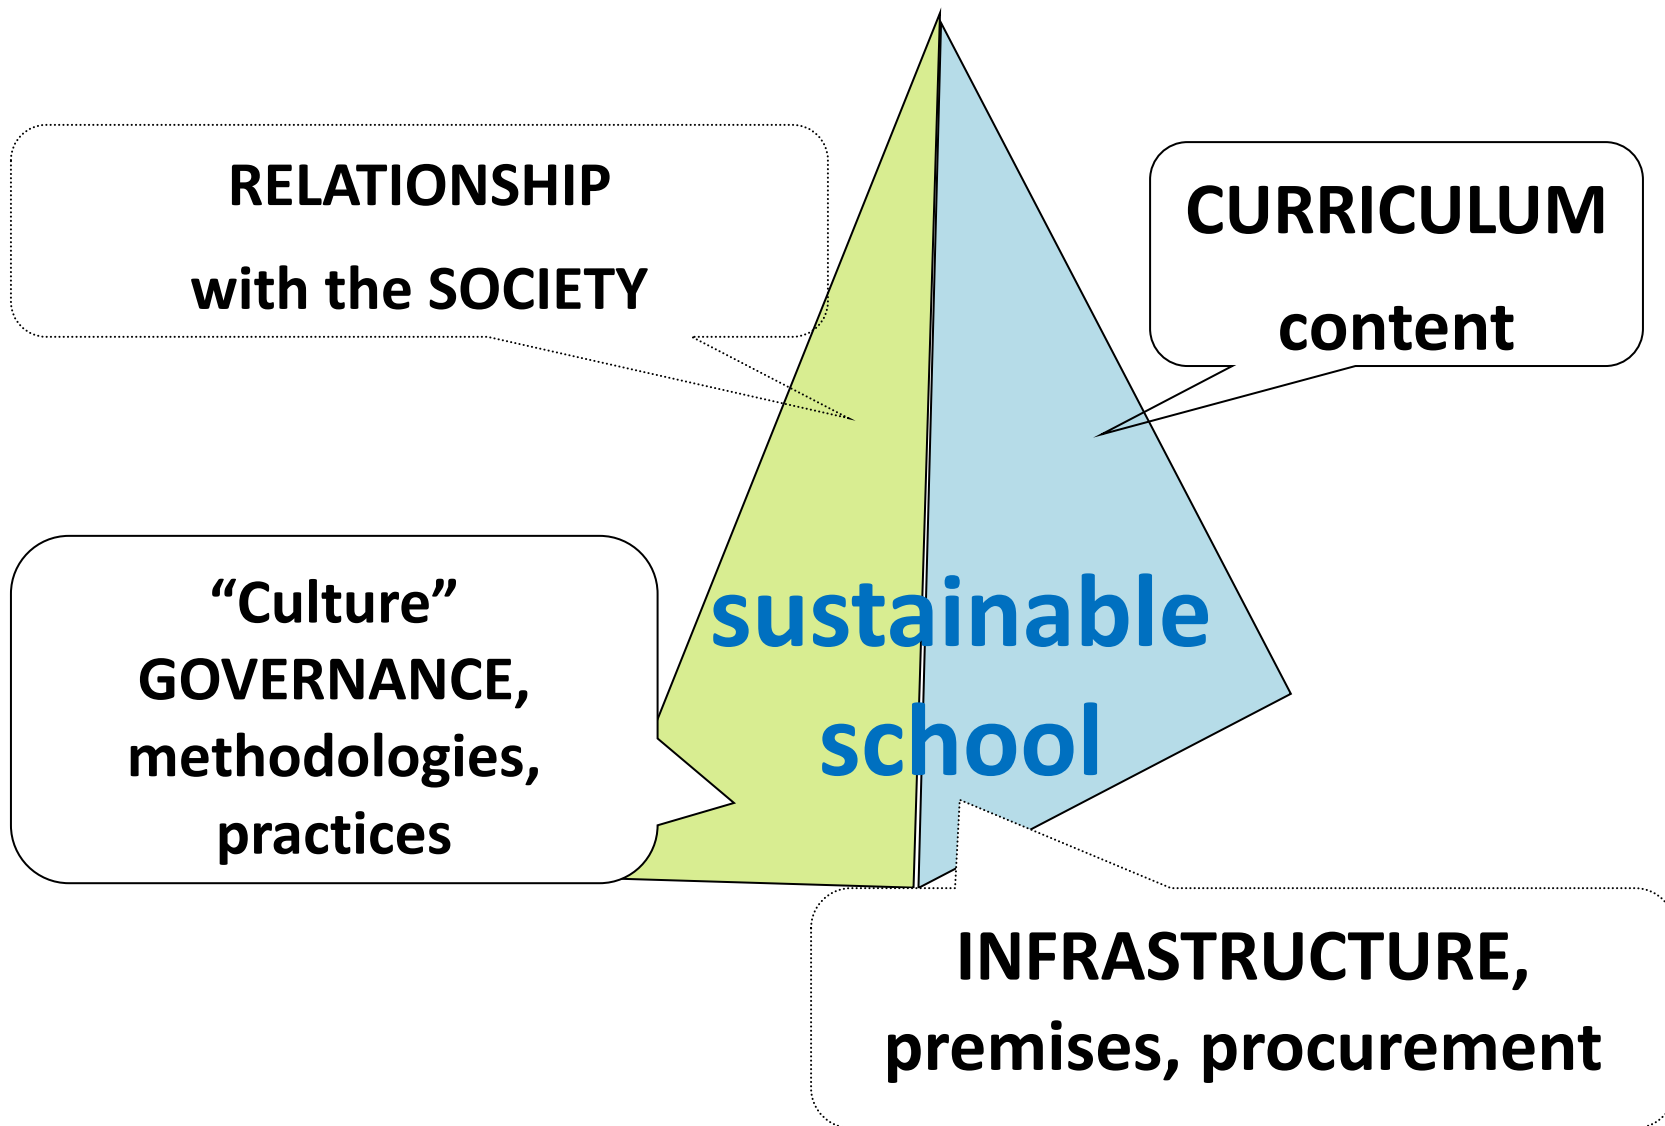 RELATIONSHIP
with the SOCIETY
CURRICULUM
content
“Culture”
GOVERNANCE,
methodologies,
practices
sustainable
school
INFRASTRUCTURE,
premises, procurement